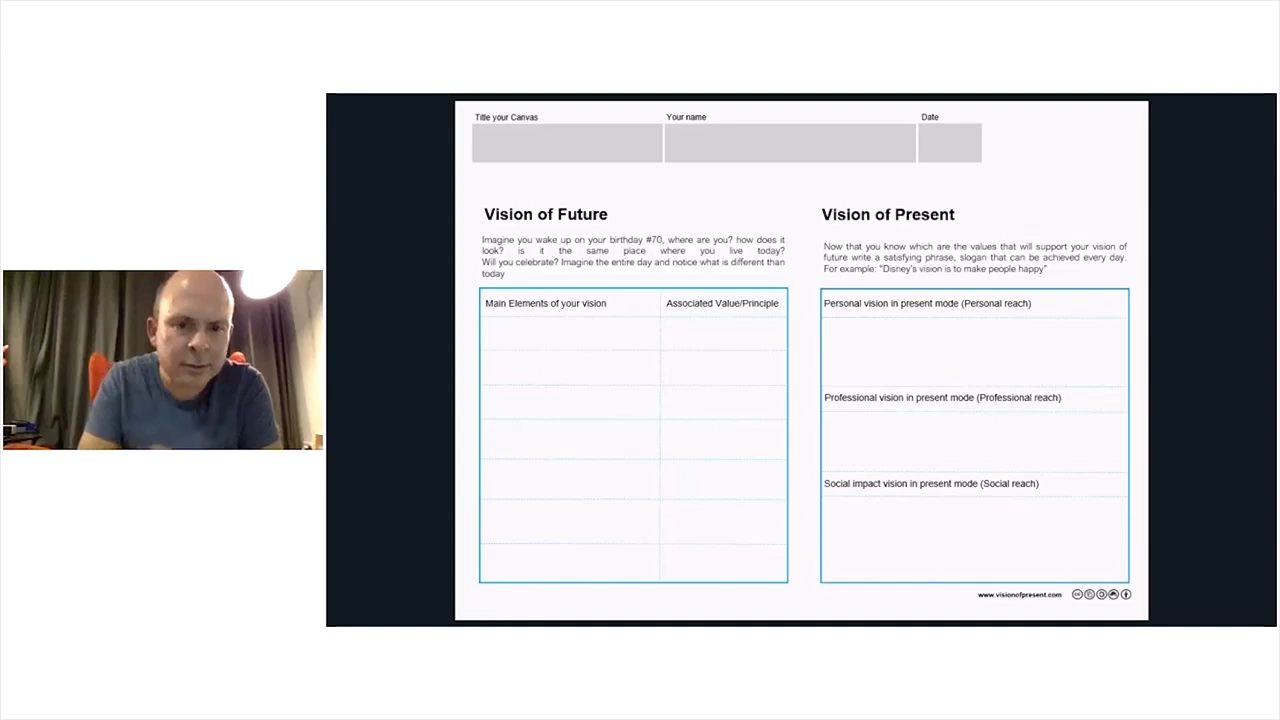 Title your Canvas
Your name
Date
Vision of Future
Imagine you wake up on your birthday #70, where are you? how does it
look? is it the same place where you live today?
Will you celebrate? Imagine the entire day and notice what is different than
today
Main Elements of your vision
Associated Value/Principle
Vision of Present
Now that you know which are the values that will support your vision of
future write a satisfying phrase, slogan that can be achieved every day.
For example: "Disney's vision is to make people happy"
Personal vision in present mode (Personal reach)
Professional vision in present mode (Professional reach)
Social impact vision in present mode (Social reach)
www.visionofpresent.com